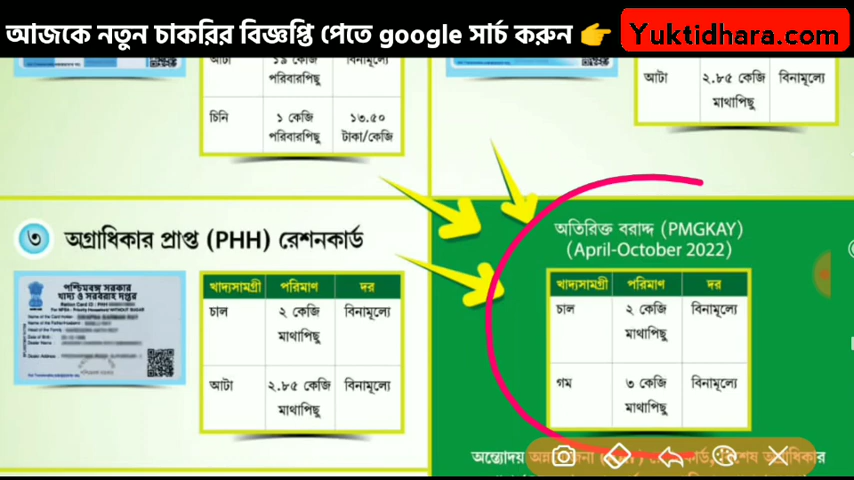 আজকে নতুন চাকরির বিজ্ঞপ্তি পেতে google সার্চ করুন 👉 Yuktidhara.com
আটা ১৯ কেজি বিনামূল্যে
পরিবারপিছু
চিনি ১ কেজি ১৩.৫০
পরিবারপিছু টাকা/কেজি
আটা ২.৮৫ কেজি বিনামূল্যে
মাথাপিছু
৩ অগ্রাধিকার প্রাপ্ত (PHH) রেশনকার্ড
পশ্চিমবঙ্গ সরকার
খাদ্য ও সরবরাহ দপ্তর
খাদ্যসামগ্রী পরিমাণ দর
চাল ২ কেজি বিনামূল্যে
মাথাপিছু
আটা ২.৮৫ কেজি বিনামূল্যে
মাথাপিছু
অতিরিক্ত বরাদ্দ (PMGKAY)
(April-October 2022)
খাদ্যসামগ্রী পরিমাণ দর
চাল ২ কেজি বিনামূল্যে
মাথাপিছু
গম ৩ কেজি বিনামূল্যে
মাথাপিছু
অন্ত্যোদয়